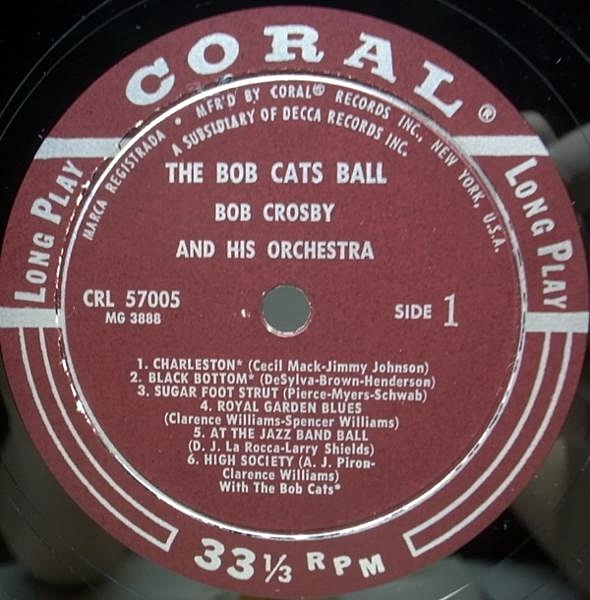 CORAL®
MARCA REGISTRADA • MFR'D BY CORAL® RECORDS INC., NEW YORK, U.S.A.
A SUBSIDIARY OF DECCA RECORDS INC.
LONG PLAY
LONG PLAY
THE BOB CATS BALL
BOB CROSBY
AND HIS ORCHESTRA
CRL 57005
MG 3888
SIDE 1
1. CHARLESTON* (Cecil Mack-Jimmy Johnson)
2. BLACK BOTTOM* (DeSylva-Brown-Henderson)
3. SUGAR FOOT STRUT (Pierce-Myers-Schwab)
4. ROYAL GARDEN BLUES
(Clarence Williams-Spencer Williams)
5. AT THE JAZZ BAND BALL
(D. J. La Rocca-Larry Shields)
6. HIGH SOCIETY (A. J. Piron-
Clarence Williams)
With The Bob Cats*
33⅓ RPM